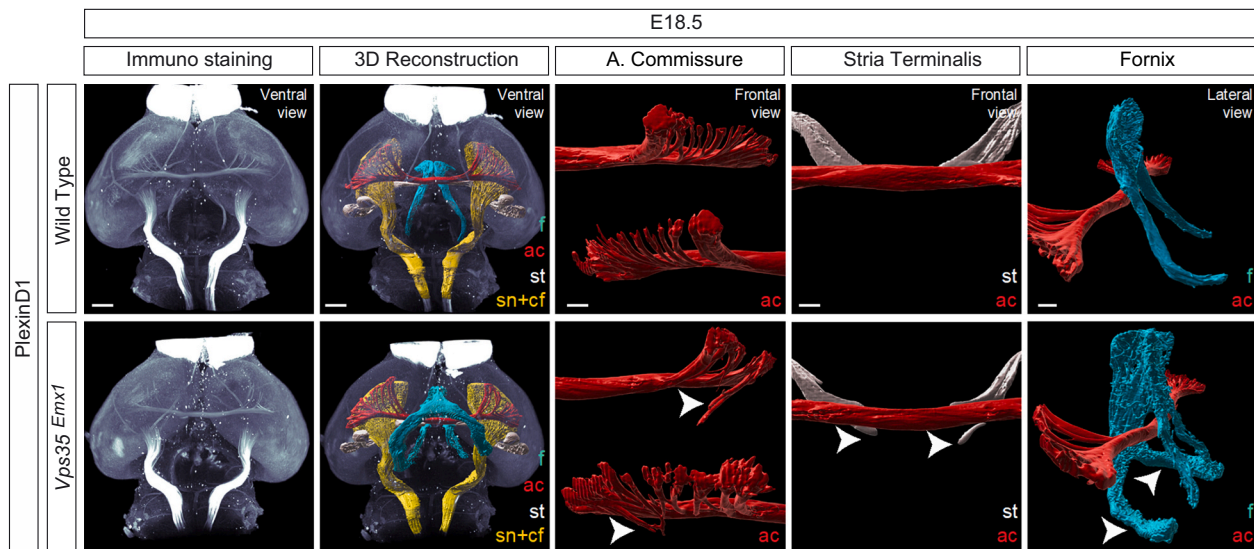 E18.5
Immuno staining
3D Reconstruction
A. Commissure
Stria Terminalis
Fornix
PlexinD1
Wild Type
Ventral
view
Ventral
view
f
ac
st
sn+cf
Frontal
view
ac
Frontal
view
st
ac
Lateral
view
f
ac
Vps35 Emx1
f
ac
st
sn+cf
ac
st
ac
f
ac